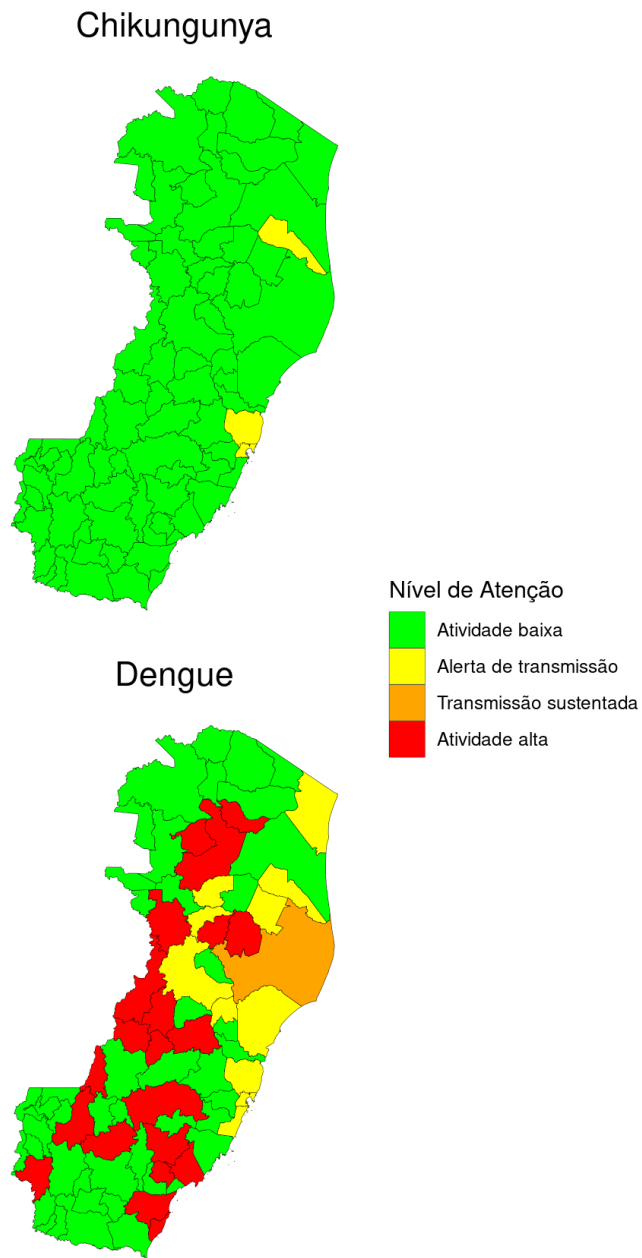 Chikungunya
Nível de Atenção
Atividade baixa
Alerta de transmissão
Transmissão sustentada
Atividade alta
Dengue